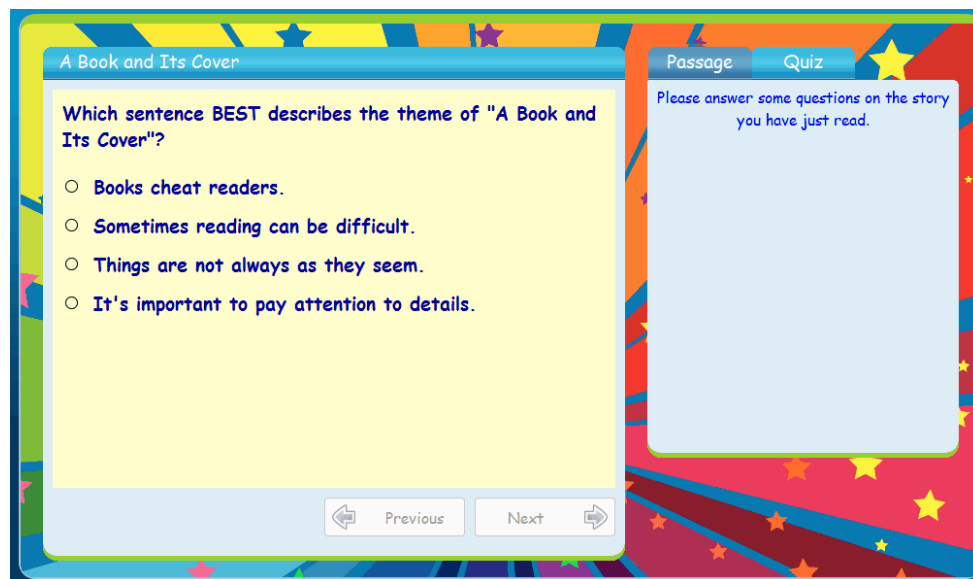 A Book and Its Cover
Passage
Quiz
Which sentence BEST describes the theme of "A Book and
Its Cover"?
Books cheat readers.
Sometimes reading can be difficult.
Things are not always as they seem.
It's important to pay attention to details.
Previous
Next
Please answer some questions on the story
you have just read.